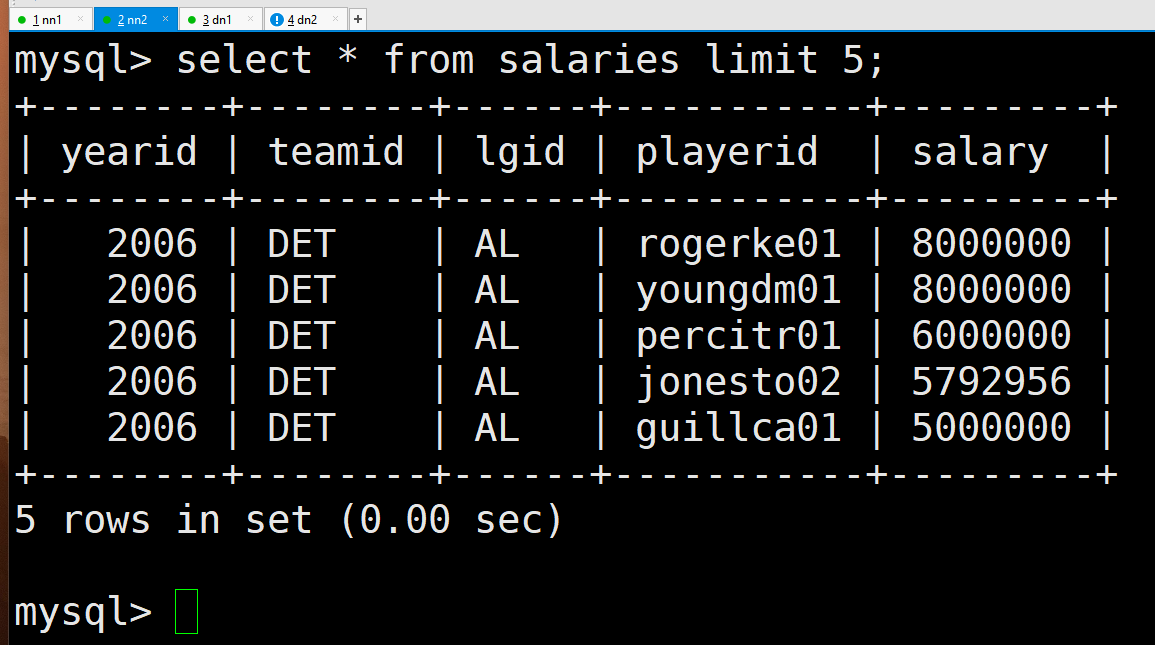 1 nn1 × 2 nn2 × 3 dn1 × 4 dn2 × +
mysql> select * from salaries limit 5;
+--------+--------+------+-----------+---------+
| yearid | teamid | lgid | playerid  | salary  |
+--------+--------+------+-----------+---------+
|   2006 | DET    | AL   | rogerke01 | 8000000 |
|   2006 | DET    | AL   | youngdm01 | 8000000 |
|   2006 | DET    | AL   | percitr01 | 6000000 |
|   2006 | DET    | AL   | jonesto02 | 5792956 |
|   2006 | DET    | AL   | guillca01 | 5000000 |
+--------+--------+------+-----------+---------+
5 rows in set (0.00 sec)
mysql>